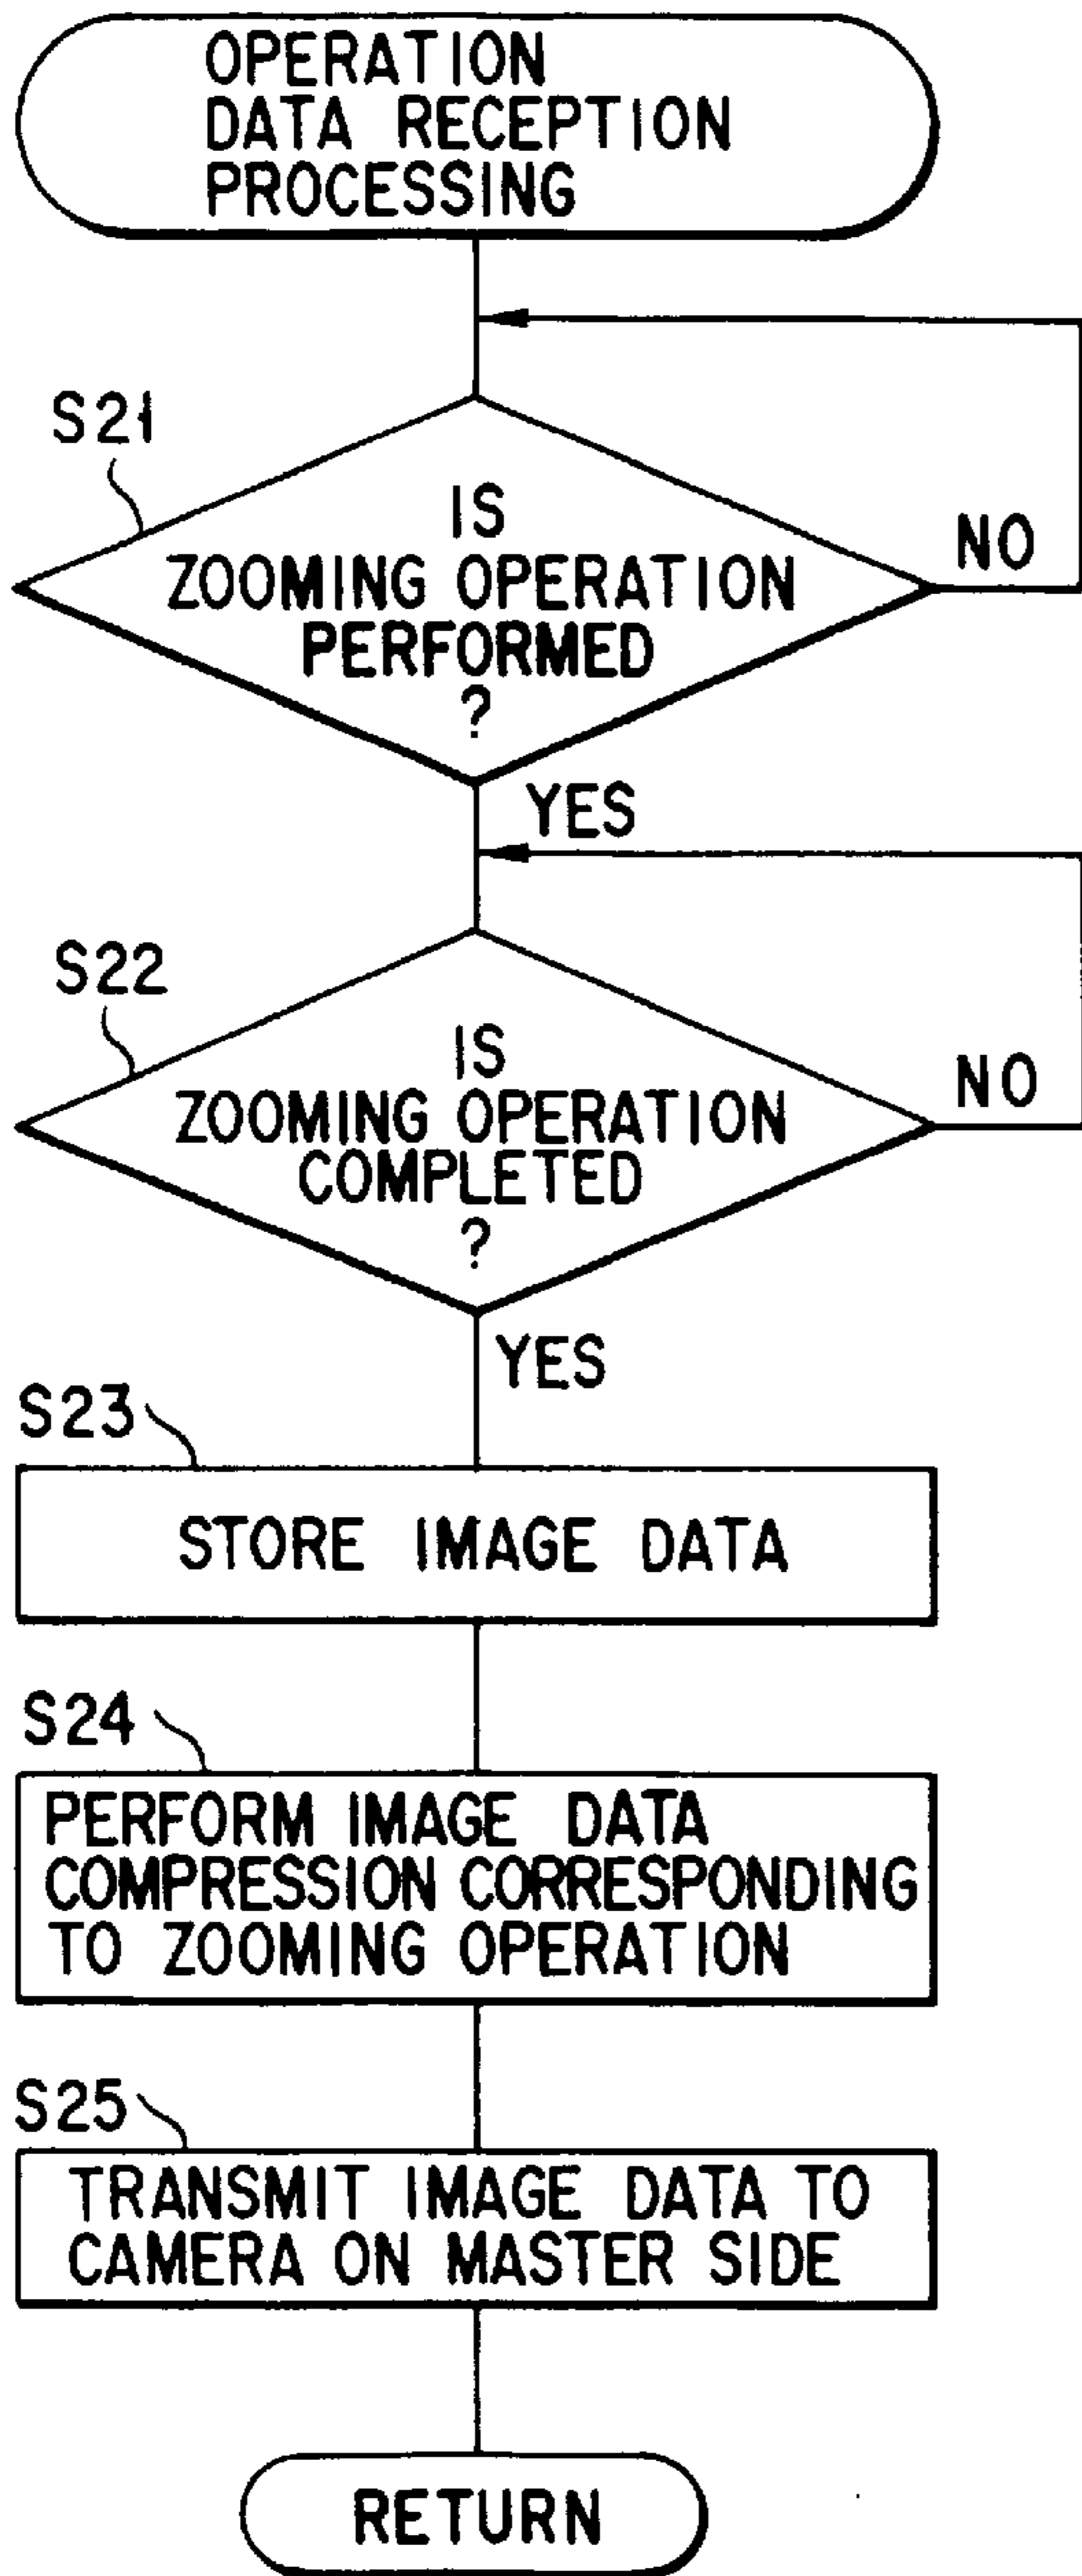 OPERATION
DATA RECEPTION
PROCESSING
S21
IS
ZOOMING OPERATION
PERFORMED
?
NO
YES
S22
IS
ZOOMING OPERATION
COMPLETED
?
NO
YES
S23
STORE IMAGE DATA
S24
PERFORM IMAGE DATA
COMPRESSION CORRESPONDING
TO ZOOMING OPERATION
S25
TRANSMIT IMAGE DATA TO
CAMERA ON MASTER SIDE
RETURN